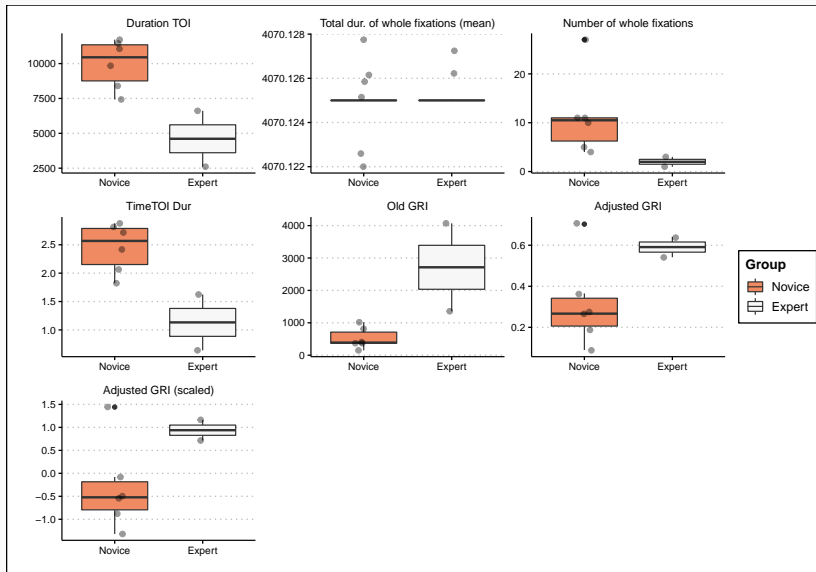 Duration TOI
10000
7500
5000
2500
Novice
Expert
Total dur. of whole fixations (mean)
4070.128
4070.126
4070.124
4070.122
Novice
Expert
Number of whole fixations
20
10
0
Novice
Expert
TimeTOI Dur
2.5
2.0
1.5
1.0
Novice
Expert
Old GRI
4000
3000
2000
1000
0
Novice
Expert
Adjusted GRI
0.6
0.4
0.2
Novice
Expert
Group
Novice
Expert
Adjusted GRI (scaled)
1.5
1.0
0.5
0.0
−0.5
−1.0
Novice
Expert